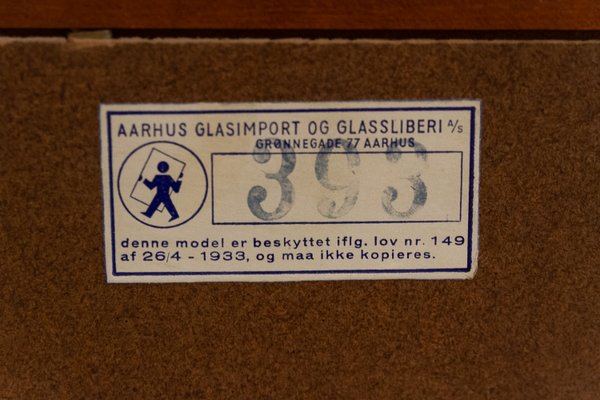 AARHUS GLASIMPORT OG GLASSLIBERI A/S
GRØNNEGADE 77 AARHUS
393
denne model er beskyttet iflg. lov nr. 149
af 26/4 - 1933, og maa ikke kopieres.